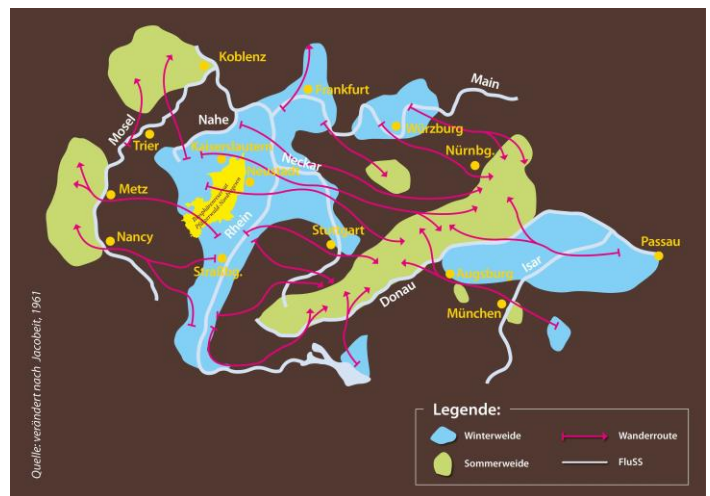 Koblenz
Main
Frankfurt
Mosel
Nahe
Würzburg
Trier
Kaiserslautern
Neckar
Nürnbg.
Metz
Rhein
Stuttgart
Nancy
Passau
Straßbg.
Isar
Augsburg
Donau
München
Quelle: verändert nach Jacobeit, 1961
Legende:
Winterweide
Wanderroute
Sommerweide
FluSS